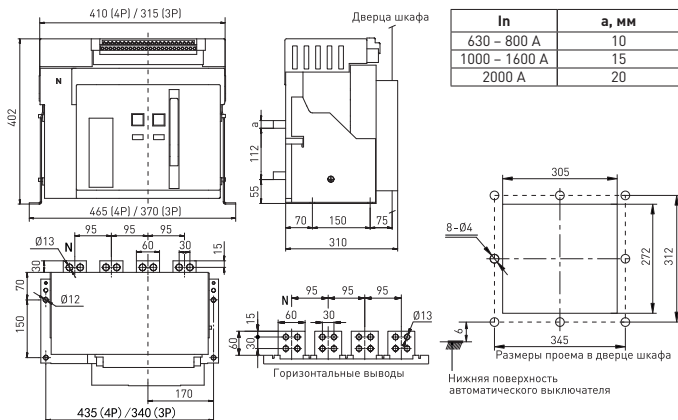 410 (4P) / 315 (3P)
Дверца шкафа
In
a, мм
630 – 800 A
10
1000 – 1600 A
15
2000 A
20
N
402
a
112
55
70
150
75
310
465 (4P) / 370 (3P)
305
8–Ø4
272
312
6
345
Размеры проема в дверце шкафа
Нижняя поверхность
автоматического выключателя
Ø13
N
95
95
95
60
30
15
30
70
Ø12
150
170
435 (4P) /340 (3P)
N
95
95
95
60
30
Ø13
15
30
60
Горизонтальные выводы